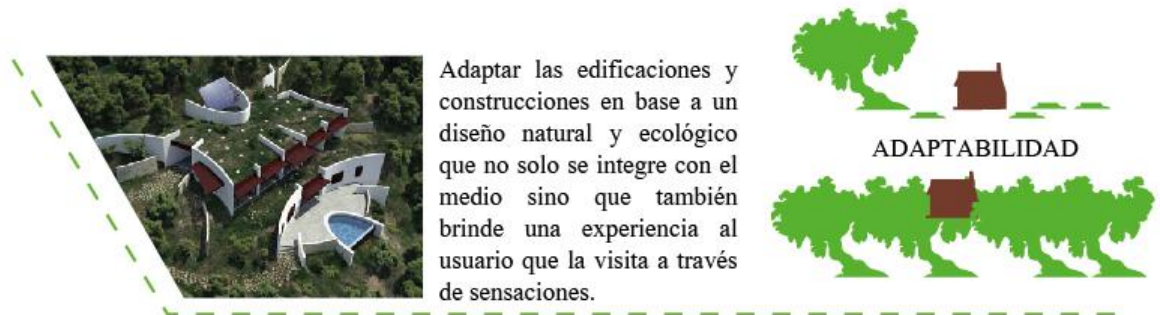 Adaptar las edificaciones y
construcciones en base a un
diseño natural y ecológico
que no solo se integre con el
medio sino que también
brinde una experiencia al
usuario que la visita a través
de sensaciones.
ADAPTABILIDAD